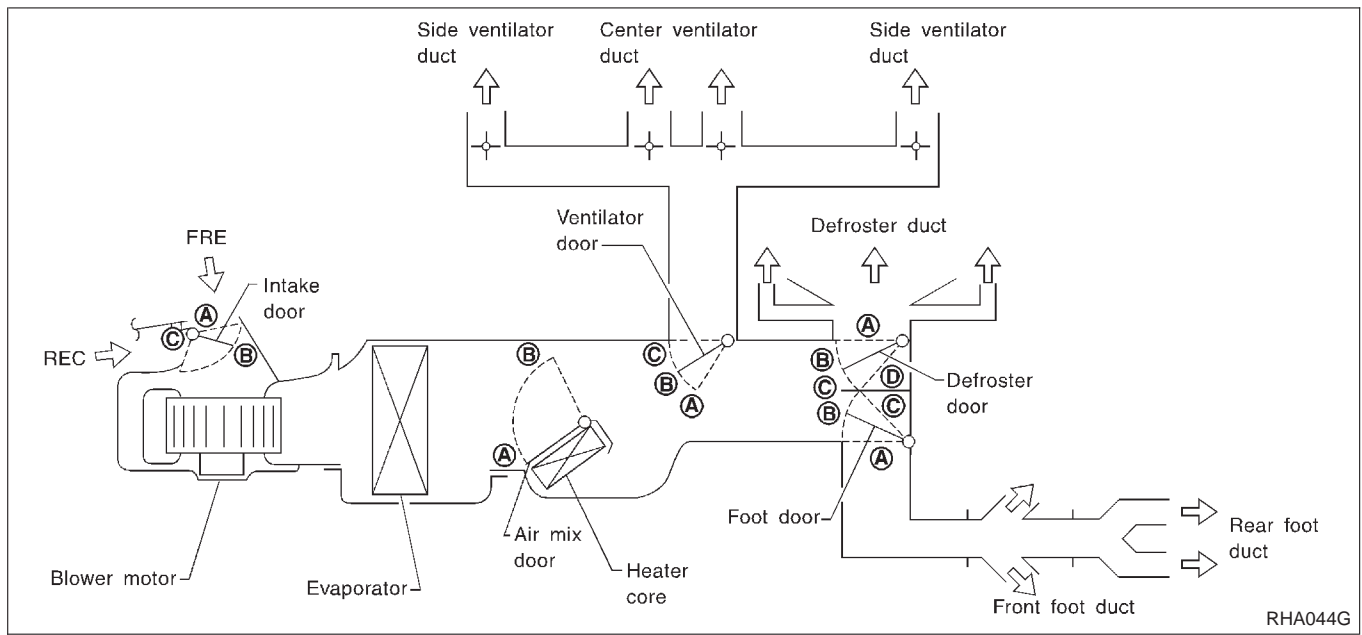 Side ventilator
duct
Center ventilator
duct
Side ventilator
duct
Ventilator
door
Defroster duct
FRE
Intake
door
A
C
B
REC
B
C
B
A
A
B
C
D
C
B
A
Defroster
door
A
Foot door
Air mix
door
Heater
core
Blower motor
Evaporator
Rear foot
duct
Front foot duct
RHA044G